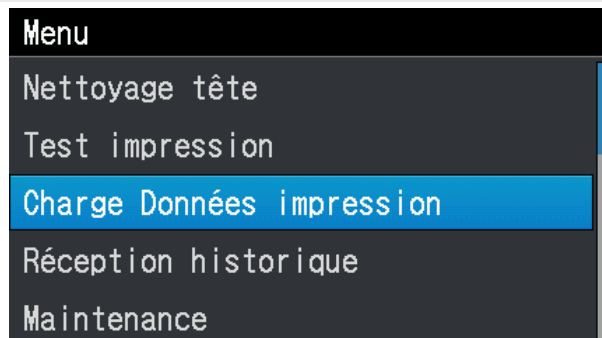 Menu
Nettoyage tête
Test impression
Charge Données impression
Réception historique
Maintenance